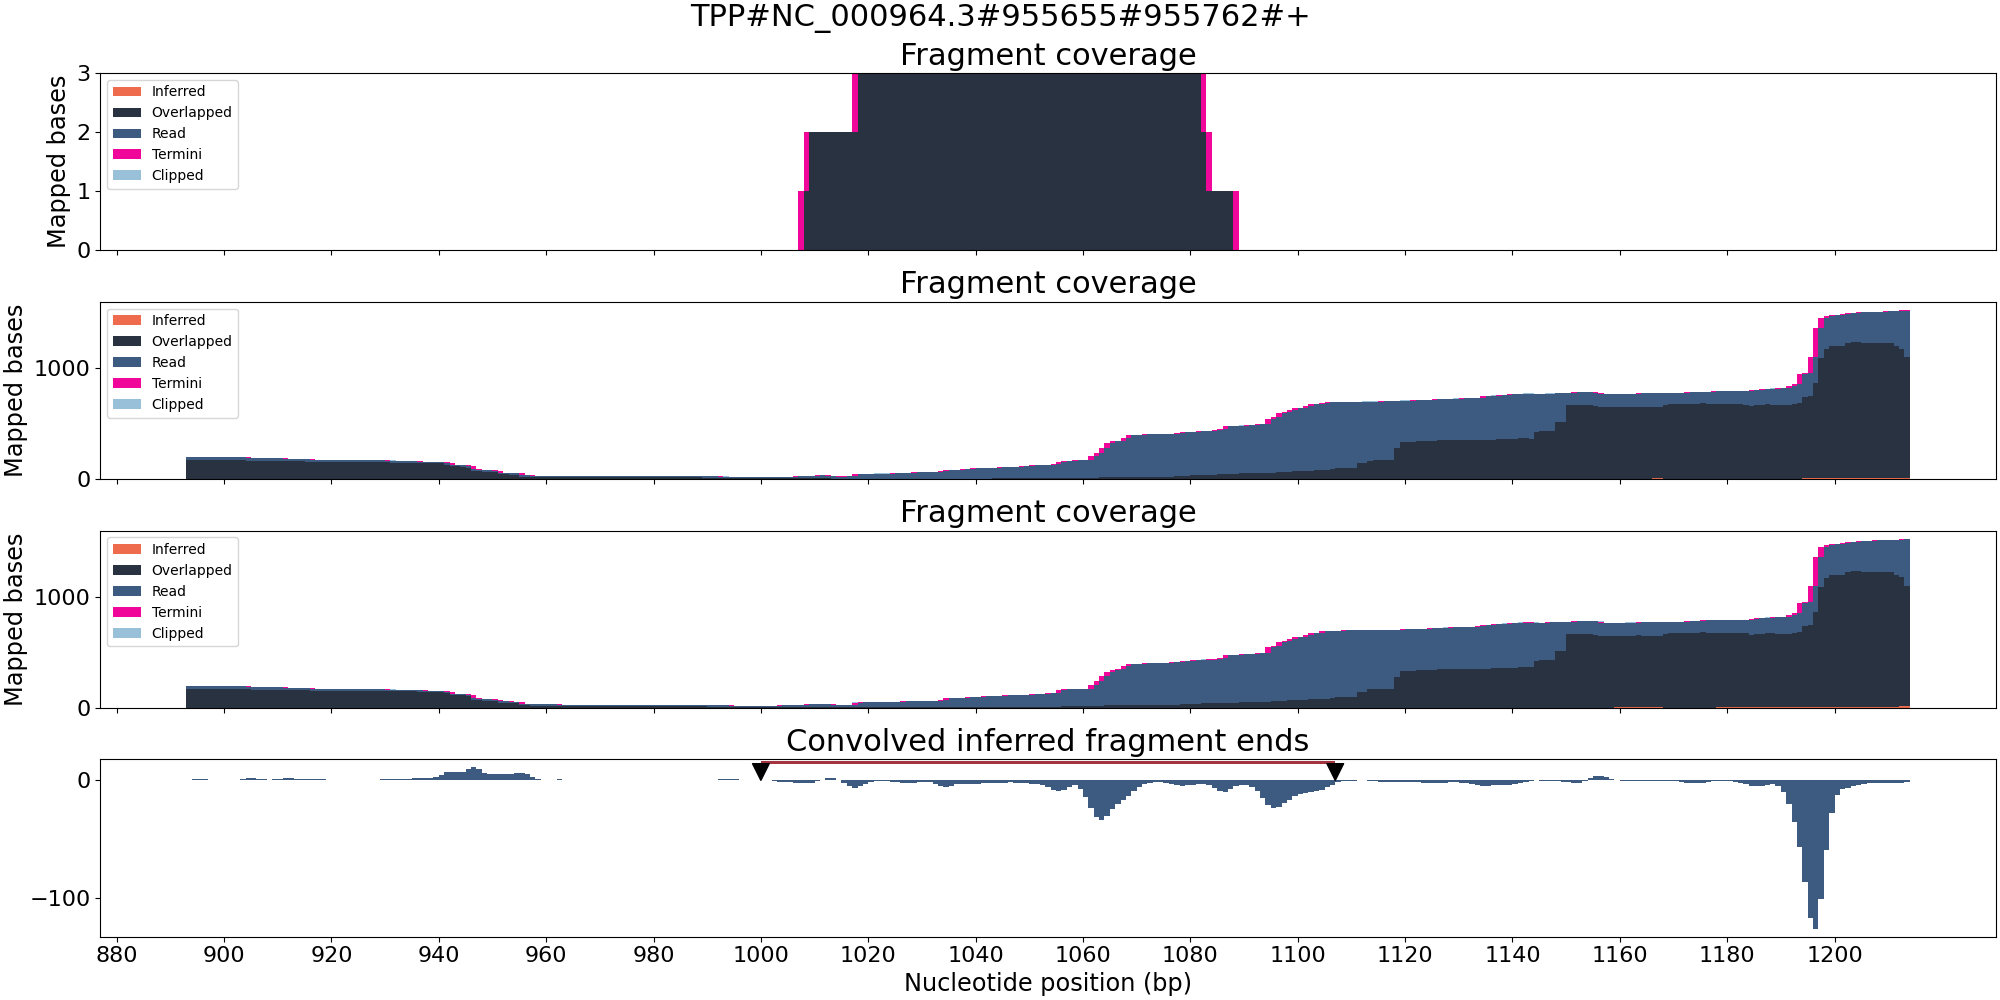 TPP#NC_000964.3#955655#955762#+
Fragment coverage
Mapped bases
3
2
1
0
Inferred
Overlapped
Read
Termini
Clipped
Fragment coverage
Mapped bases
1000
0
Inferred
Overlapped
Read
Termini
Clipped
Fragment coverage
Mapped bases
1000
0
Inferred
Overlapped
Read
Termini
Clipped
Convolved inferred fragment ends
0
−100
880 900 920 940 960 980 1000 1020 1040 1060 1080 1100 1120 1140 1160 1180 1200
Nucleotide position (bp)